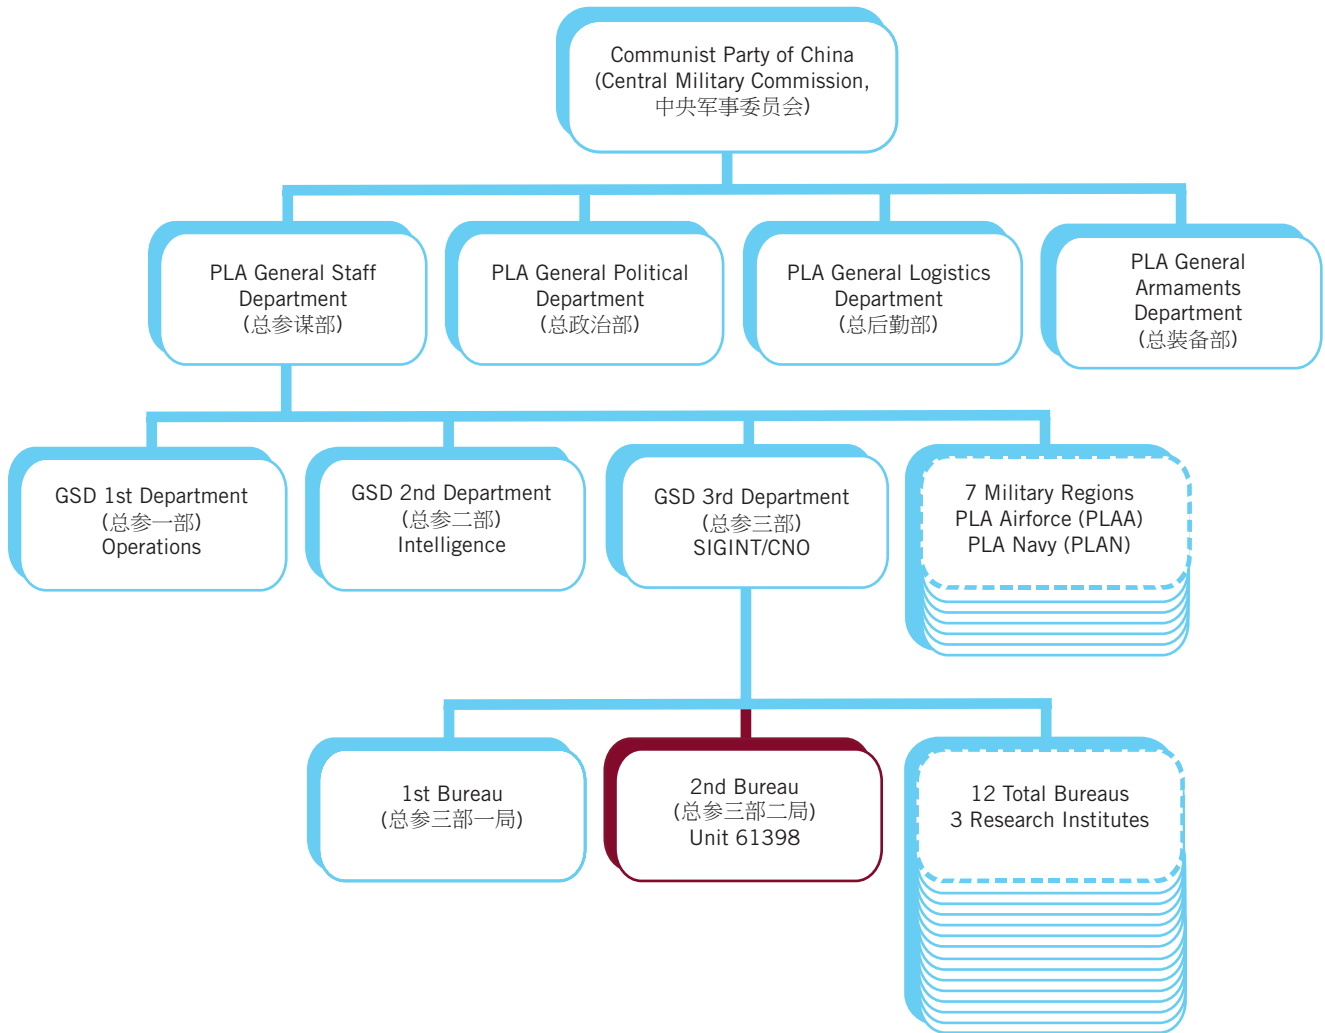 Communist Party of China
(Central Military Commission,
中央军事委员会)
PLA General Staff
Department
(总参谋部)
PLA General Political
Department
(总政治部)
PLA General Logistics
Department
(总后勤部)
PLA General
Armaments
Department
(总装备部)
GSD 1st Department
(总参一部)
Operations
GSD 2nd Department
(总参二部)
Intelligence
GSD 3rd Department
(总参三部)
SIGINT/CNO
7 Military Regions
PLA Airforce (PLAA)
PLA Navy (PLAN)
1st Bureau
(总参三部一局)
2nd Bureau
(总参三部二局)
Unit 61398
12 Total Bureaus
3 Research Institutes